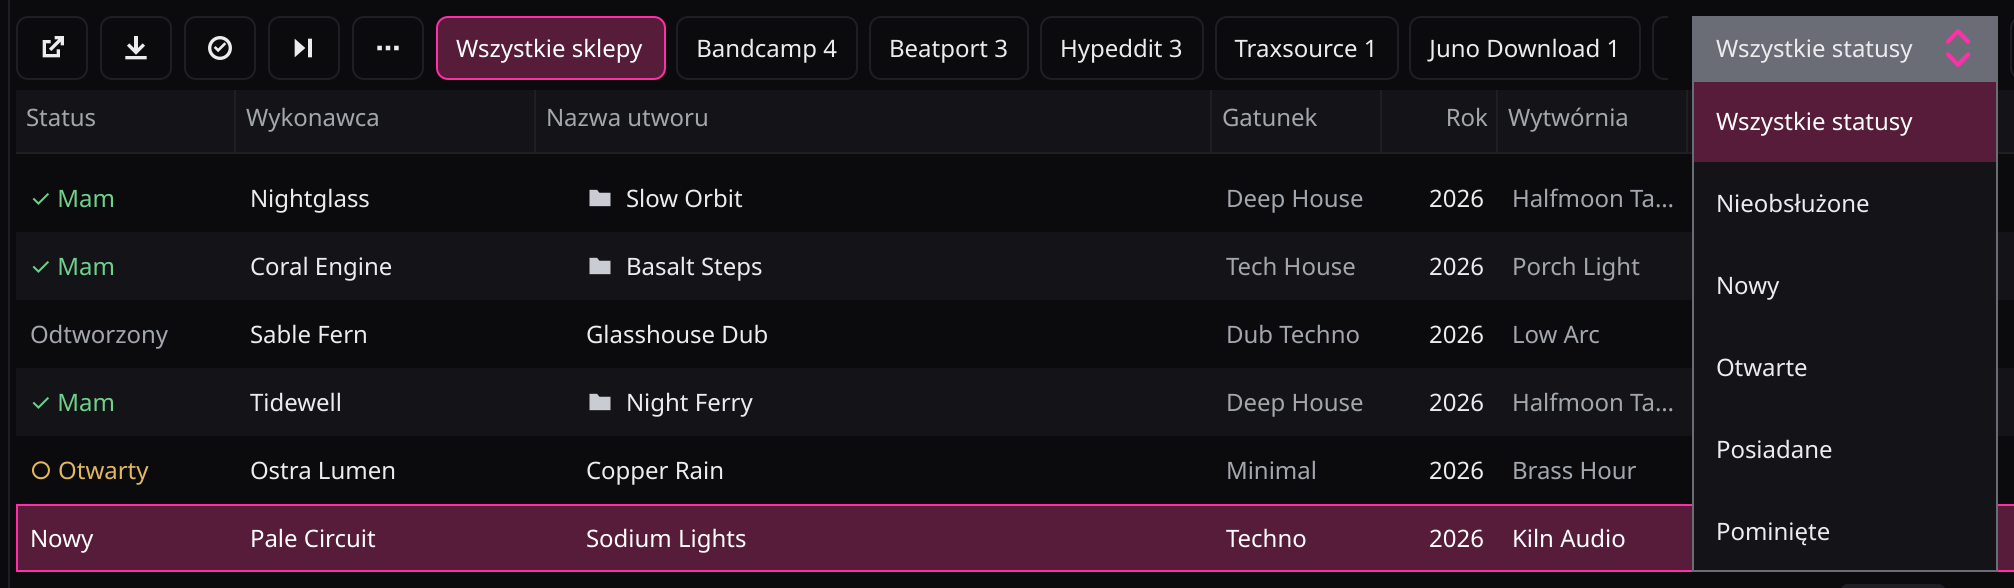 Wszystkie sklepy Bandcamp 4 Beatport 3 Hypeddit 3 Traxsource 1 Juno Download 1 Wszystkie statusy
Status Wykonawca Nazwa utworu Gatunek Rok Wytwórnia
Mam Nightglass Slow Orbit Deep House 2026 Halfmoon Ta...
Mam Coral Engine Basalt Steps Tech House 2026 Porch Light
Odtworzony Sable Fern Glasshouse Dub Dub Techno 2026 Low Arc
Mam Tidewell Night Ferry Deep House 2026 Halfmoon Ta...
Otwarty Ostra Lumen Copper Rain Minimal 2026 Brass Hour
Nowy Pale Circuit Sodium Lights Techno 2026 Kiln Audio
Wszystkie statusy
Nieobsłużone
Nowy
Otwarte
Posiadane
Pominięte